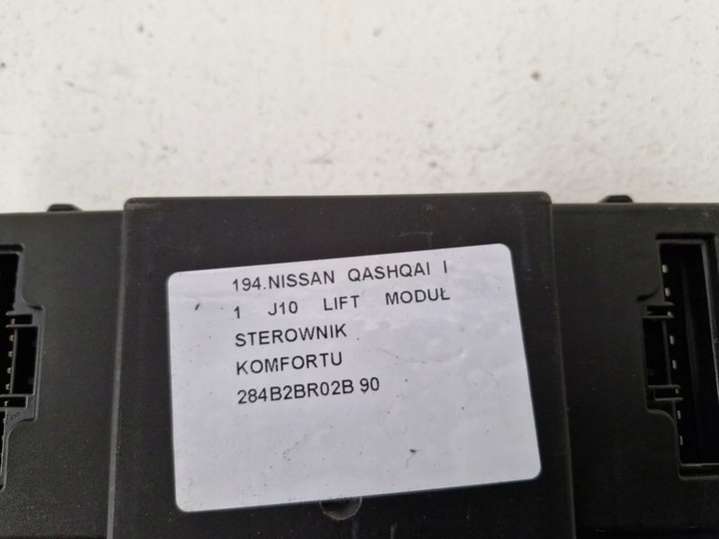 194.NISSAN QASHQAI I
1 J10 LIFT MODUŁ
STEROWNIK
KOMFORTU
284B2BR02B 90